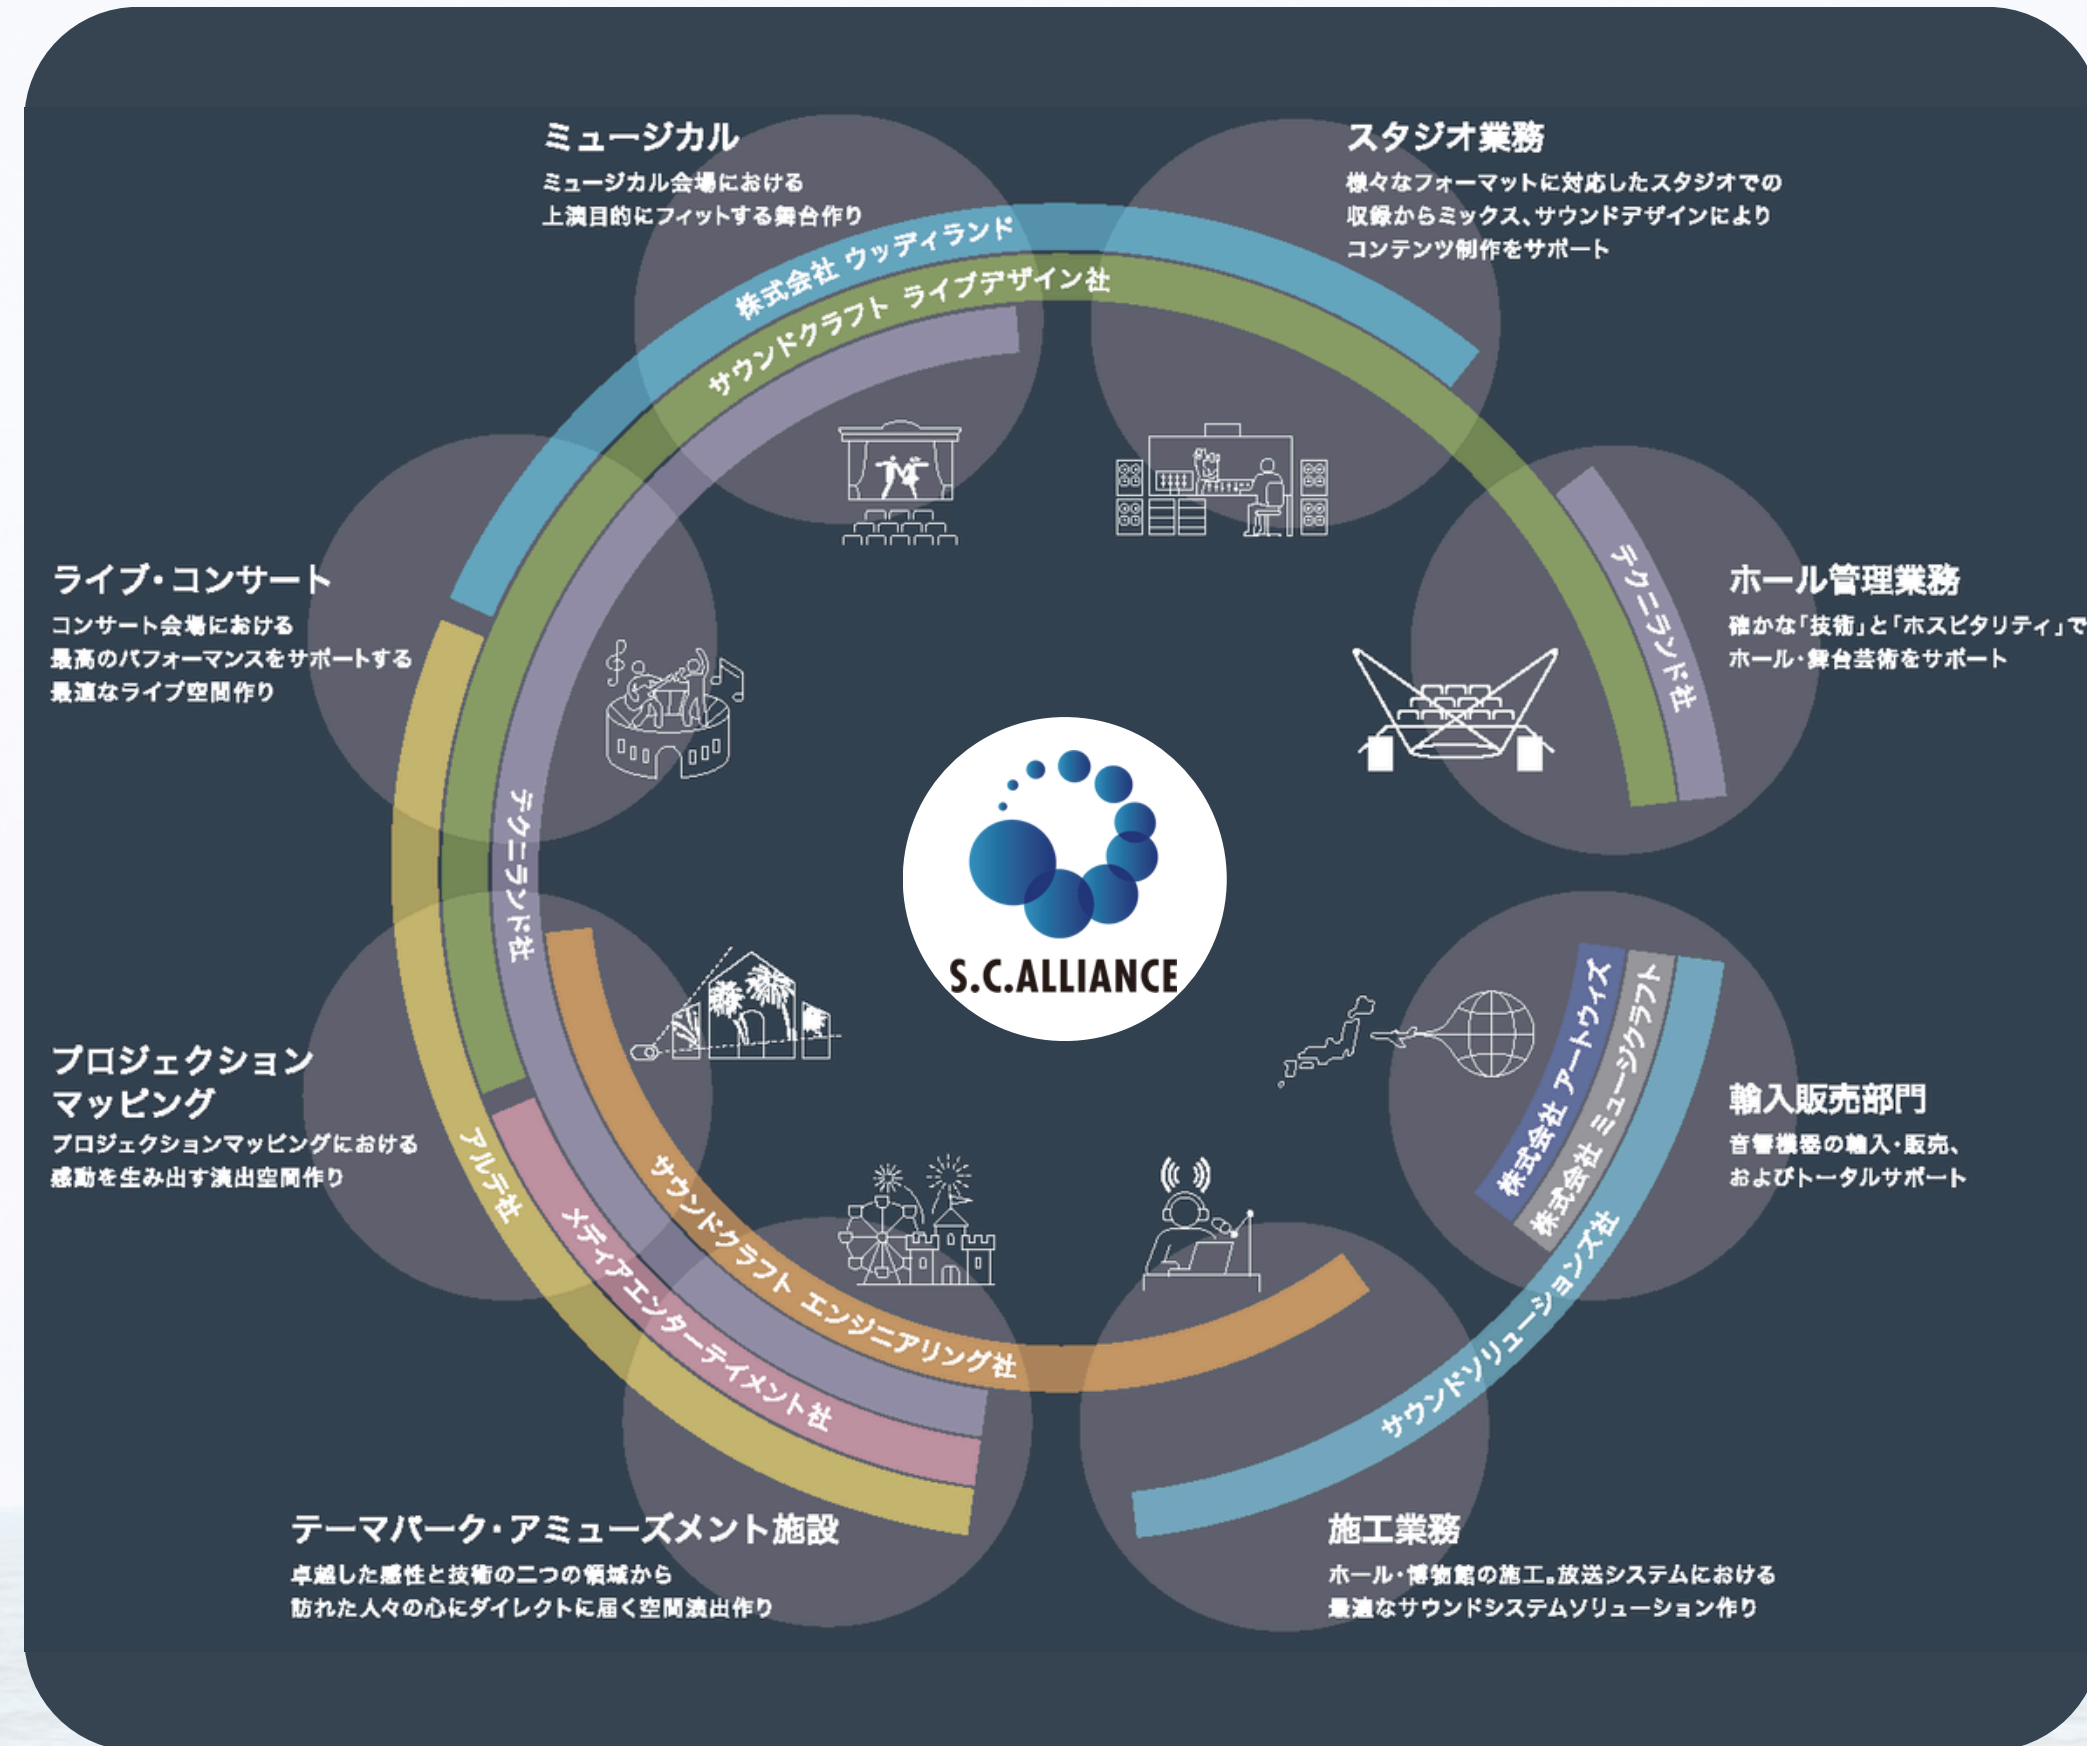 ミュージカル
ミュージカル会場における
上演目的にフィットする舞台作り
スタジオ業務
様々なフォーマットに対応したスタジオでの
収録からミックス、サウンドデザインにより
コンテンツ制作をサポート
株式会社 ウッディランド
サウンドクラフト ライブデザイン社
ライブ・コンサート
コンサート会場における
最高のパフォーマンスをサポートする
最適なライブ空間作り
テクニランド社
ホール管理業務
確かな「技術」と「ホスピタリティ」で
ホール・舞台芸術をサポート
テクニランド社
S.C.ALLIANCE
プロジェクション
マッピング
プロジェクションマッピングにおける
感動を生み出す演出空間作り
アルテ社
メディアエンターテイメント社
サウンドクラフト エンジニアリング社
株式会社 アートウィズ
株式会社 ミュージクラフト
サウンドソリューションズ社
輸入販売部門
音響機器の輸入・販売、
およびトータルサポート
テーマパーク・アミューズメント施設
卓越した感性と技術の二つの領域から
訪れた人々の心にダイレクトに届く空間演出作り
施工業務
ホール・博物館の施工。放送システムにおける
最適なサウンドシステムソリューション作り